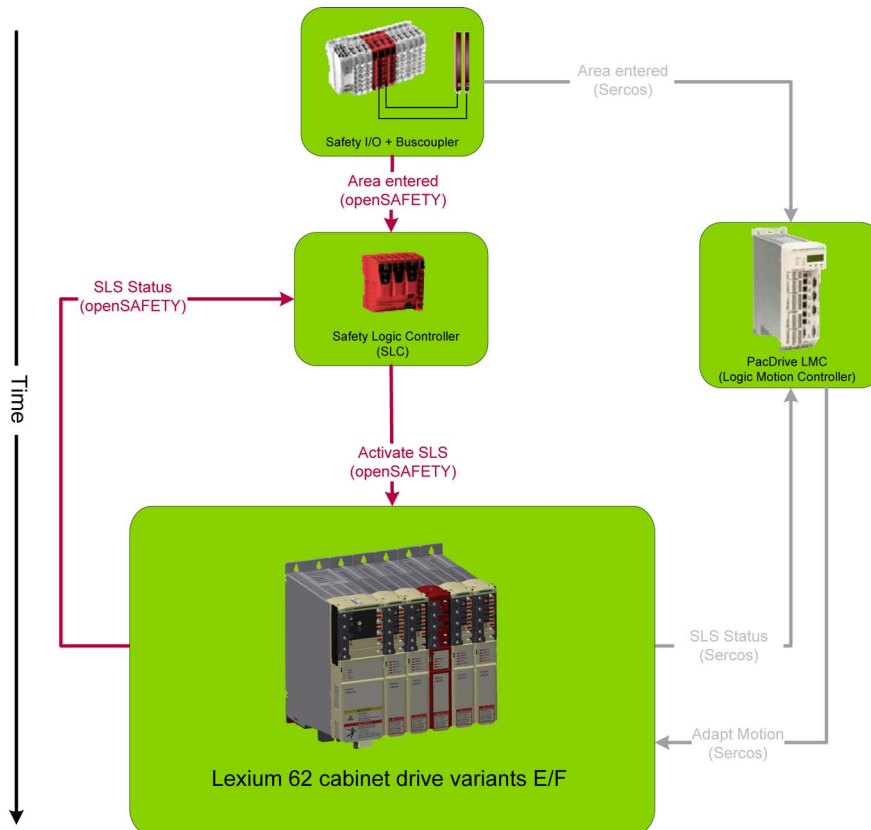 Area entered
(Sercos)
Safety I/O + Buscoupler
Area entered
(openSAFETY)
SLS Status
(openSAFETY)
Safety Logic Controller
(SLC)
PacDrive LMC
(Logic Motion Controller)
Time
Activate SLS
(openSAFETY)
SLS Status
(Sercos)
Adapt Motion
(Sercos)
Lexium 62 cabinet drive variants E/F